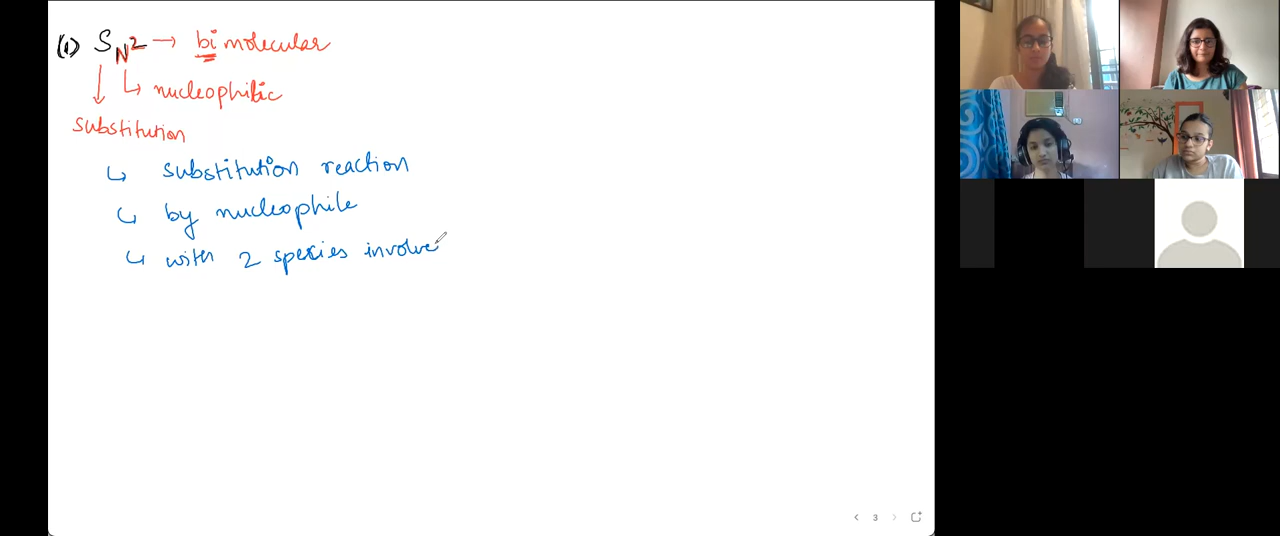 (1) SN2 → bimolecular
↳ nucleophilic
substitution
↳ substitution reaction
↳ by nucleophile
↳ with 2 species involve
< 3 >